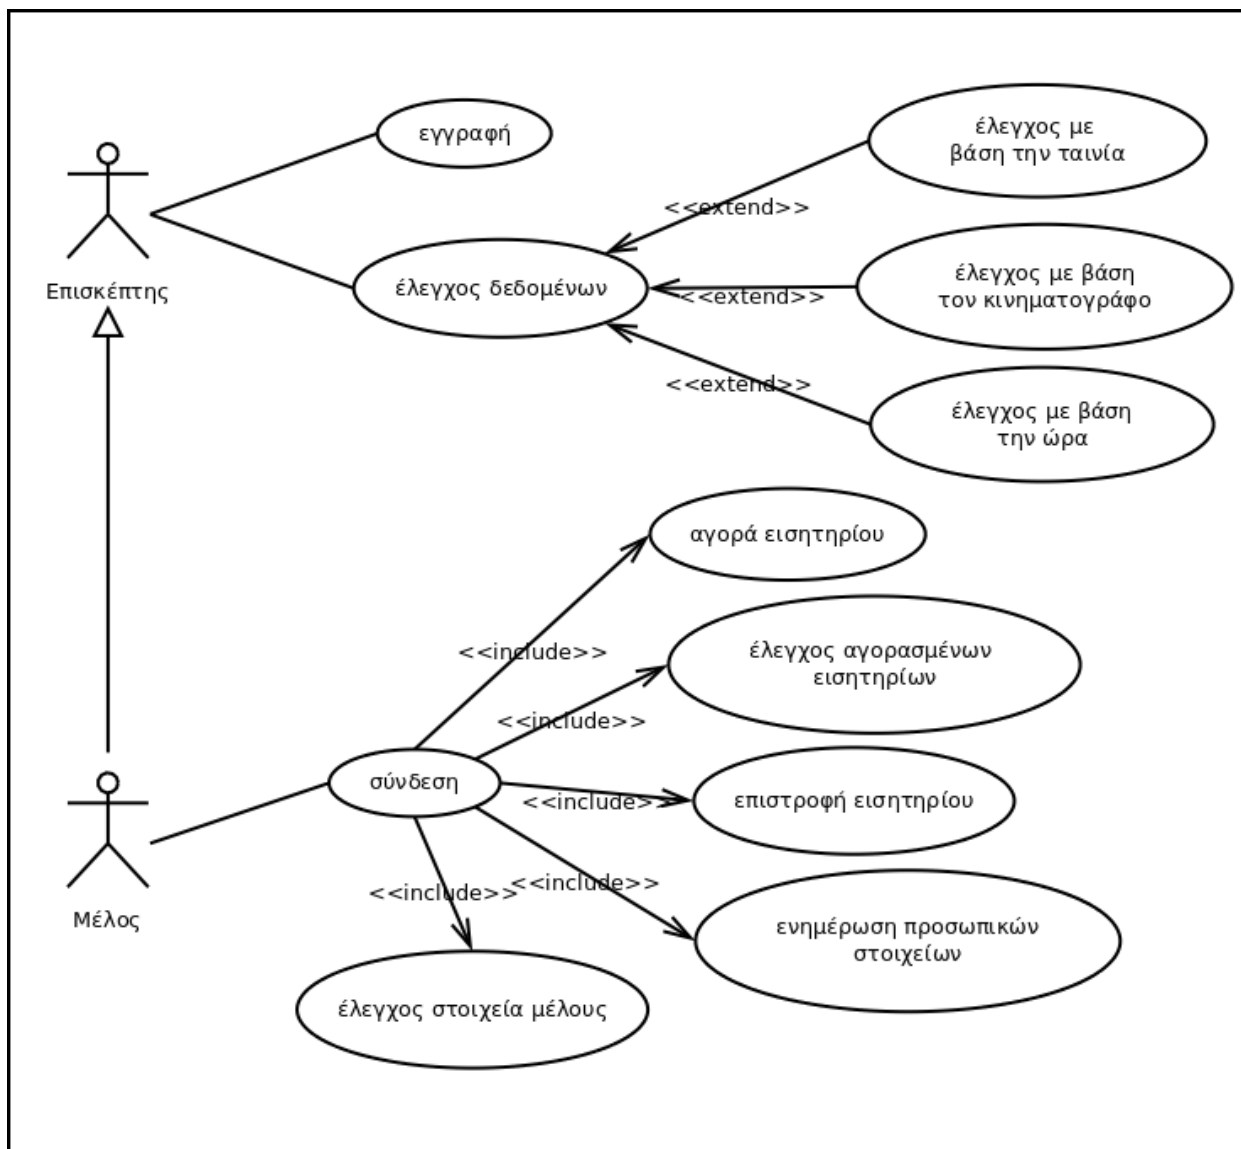 εγγραφή
έλεγχος με
βάση την ταινία
<<extend>>
Επισκέπτης
έλεγχος δεδομένων
<<extend>>
έλεγχος με βάση
τον κινηματογράφο
<<extend>>
έλεγχος με βάση
την ώρα
αγορά εισητηρίου
<<include>>
έλεγχος αγορασμένων
εισητηρίων
<<include>>
σύνδεση
<<include>>
επιστροφή εισητηρίου
Μέλος
<<include>>
<<include>>
ενημέρωση προσωπικών
στοιχείων
έλεγχος στοιχεία μέλους